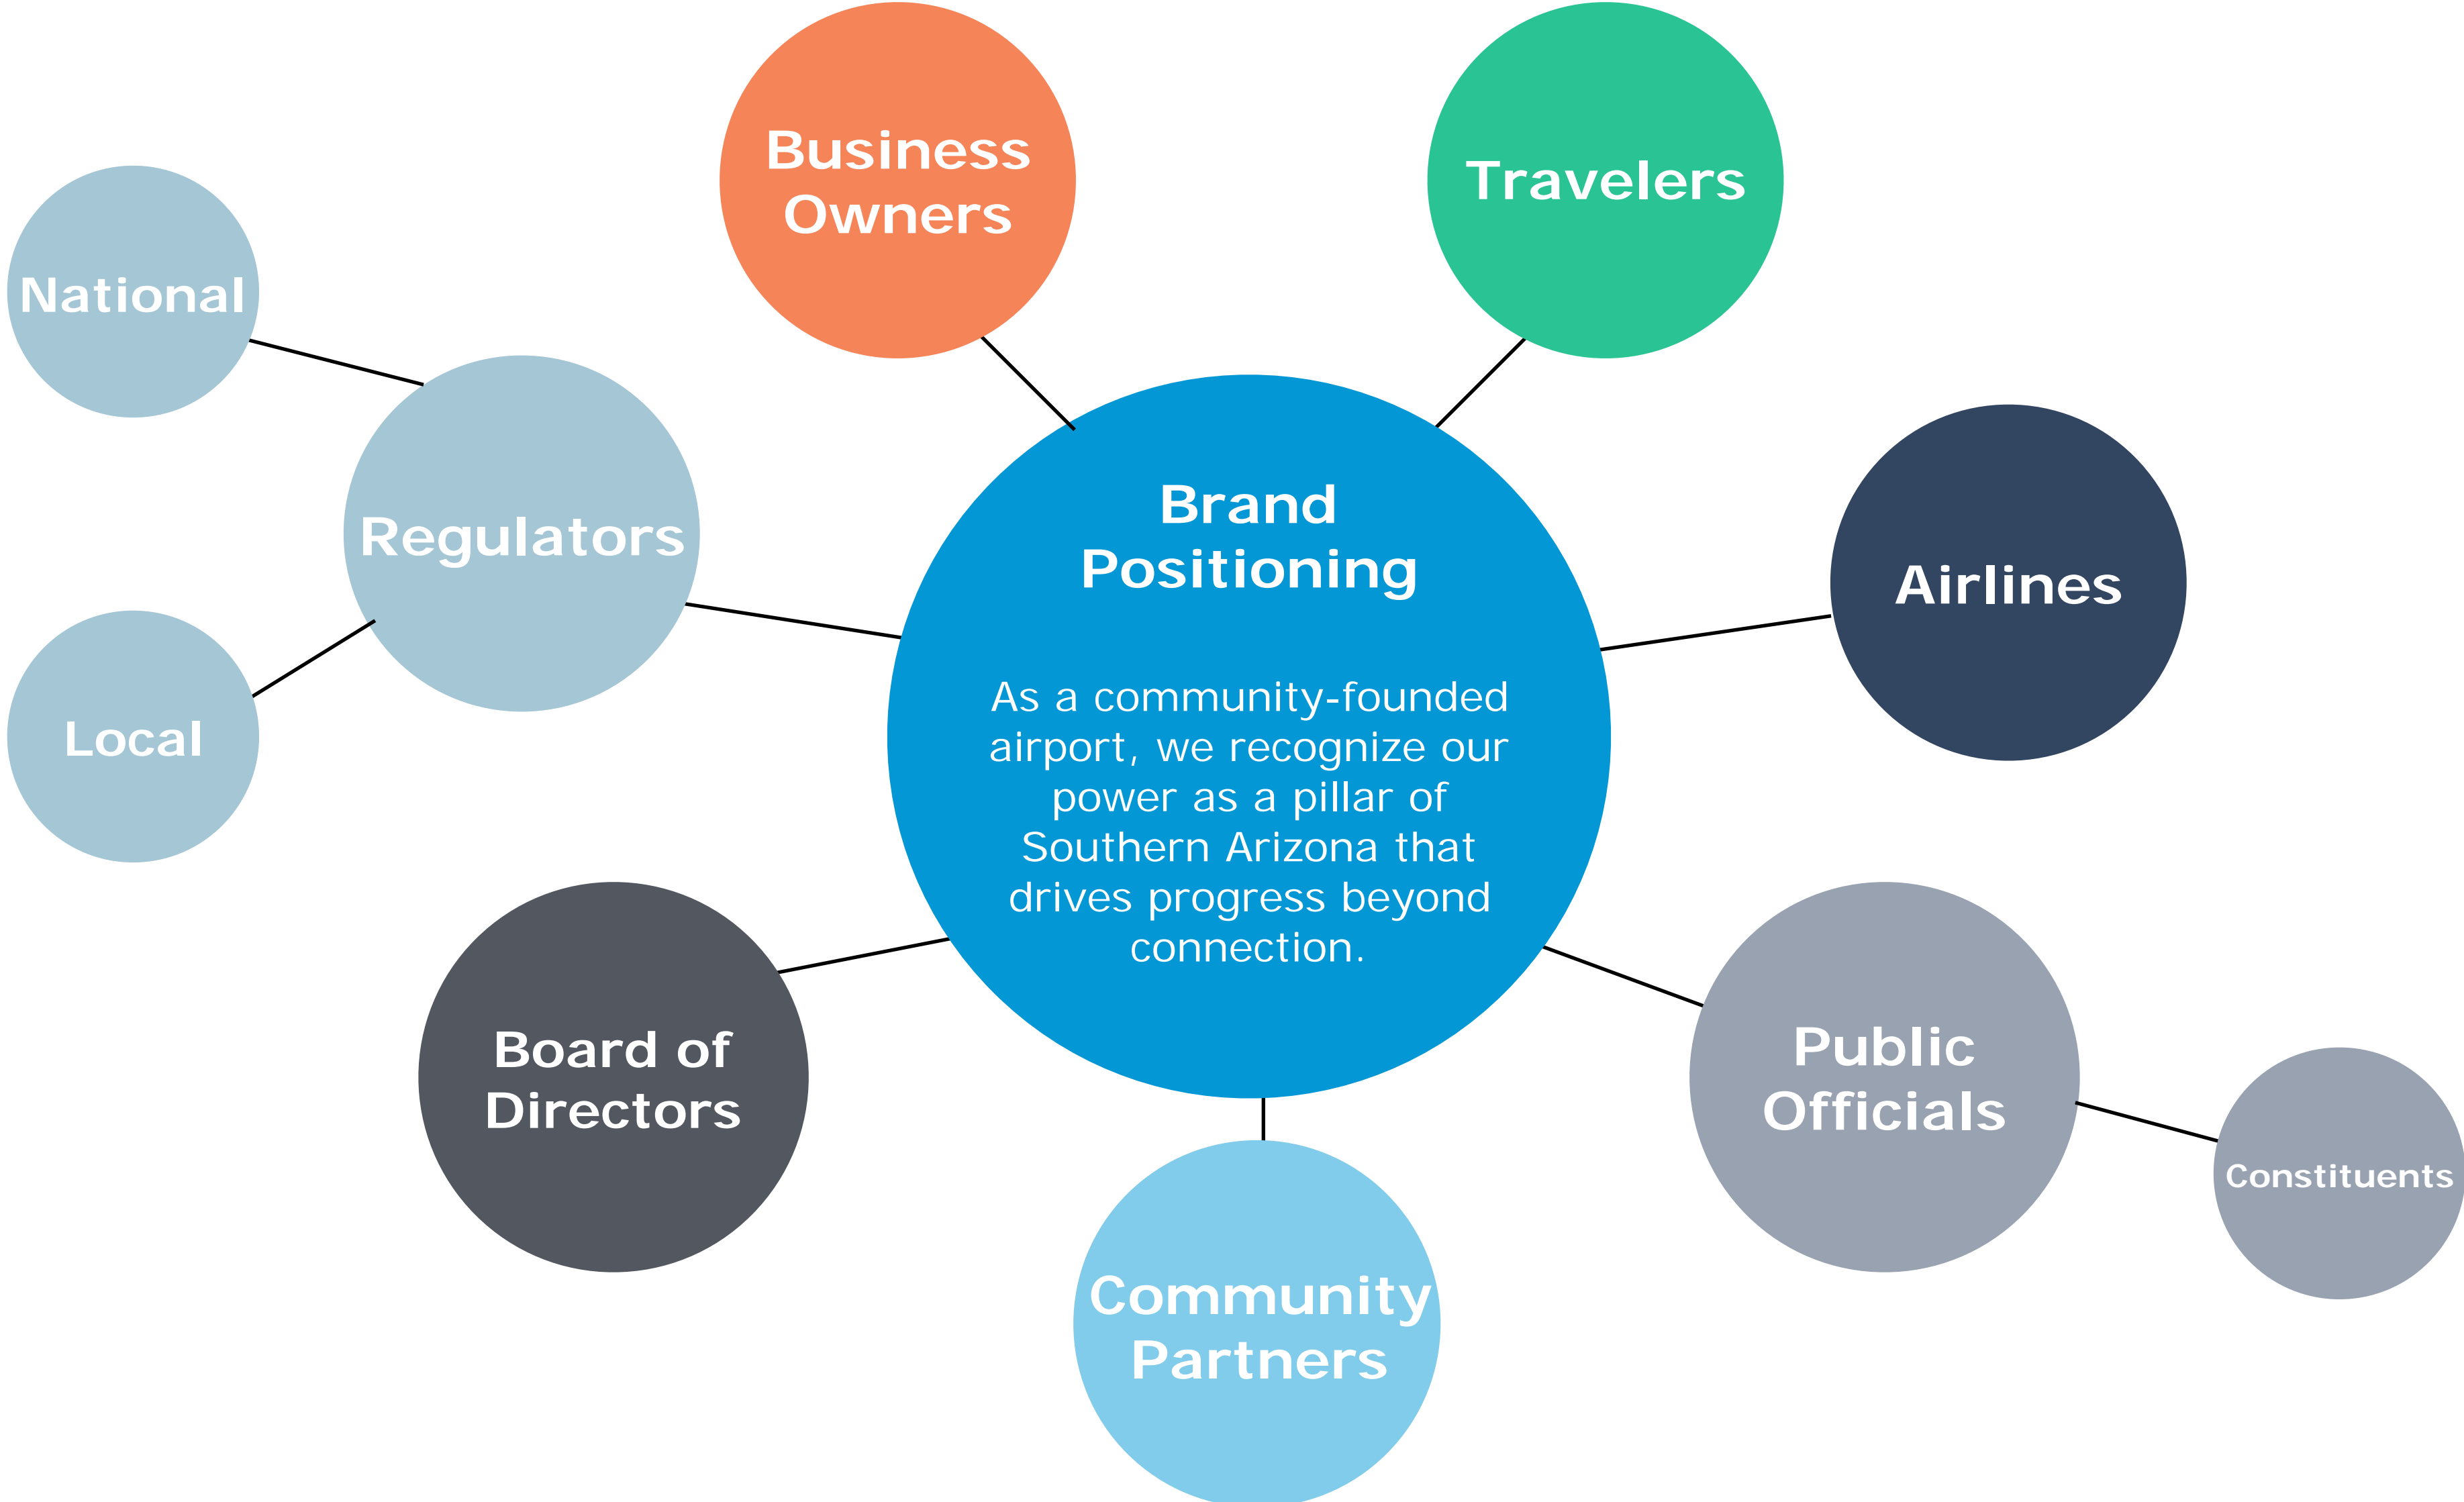 Business
Owners
Travelers
National
Regulators
Local
Brand
Positioning
As a community-founded
airport, we recognize our
power as a pillar of
Southern Arizona that
drives progress beyond
connection.
Airlines
Board of
Directors
Public
Officials
Constituents
Community
Partners